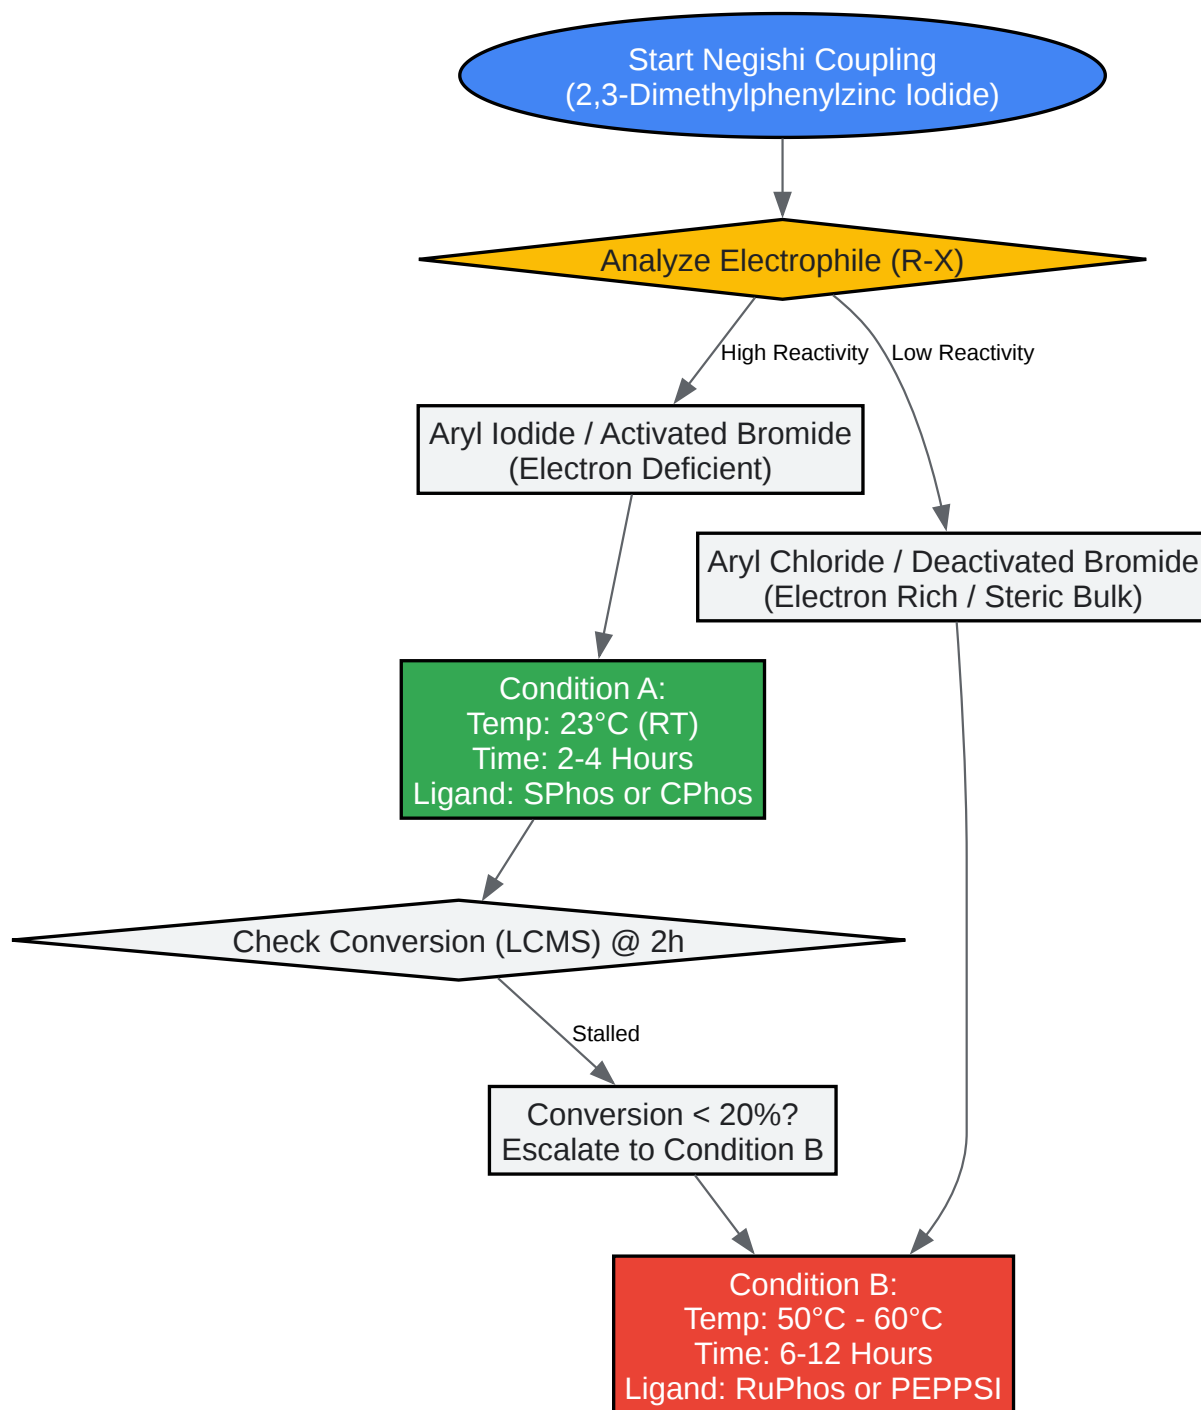 Start Negishi Coupling
(2,3-Dimethylphenylzinc Iodide)
Analyze Electrophile (R-X)
High Reactivity
Low Reactivity
Aryl Iodide / Activated Bromide
(Electron Deficient)
Aryl Chloride / Deactivated Bromide
(Electron Rich / Steric Bulk)
Condition A:
Temp: 23°C (RT)
Time: 2-4 Hours
Ligand: SPhos or CPhos
Check Conversion (LCMS) @ 2h
Stalled
Conversion < 20%?
Escalate to Condition B
Condition B:
Temp: 50°C - 60°C
Time: 6-12 Hours
Ligand: RuPhos or PEPPSI